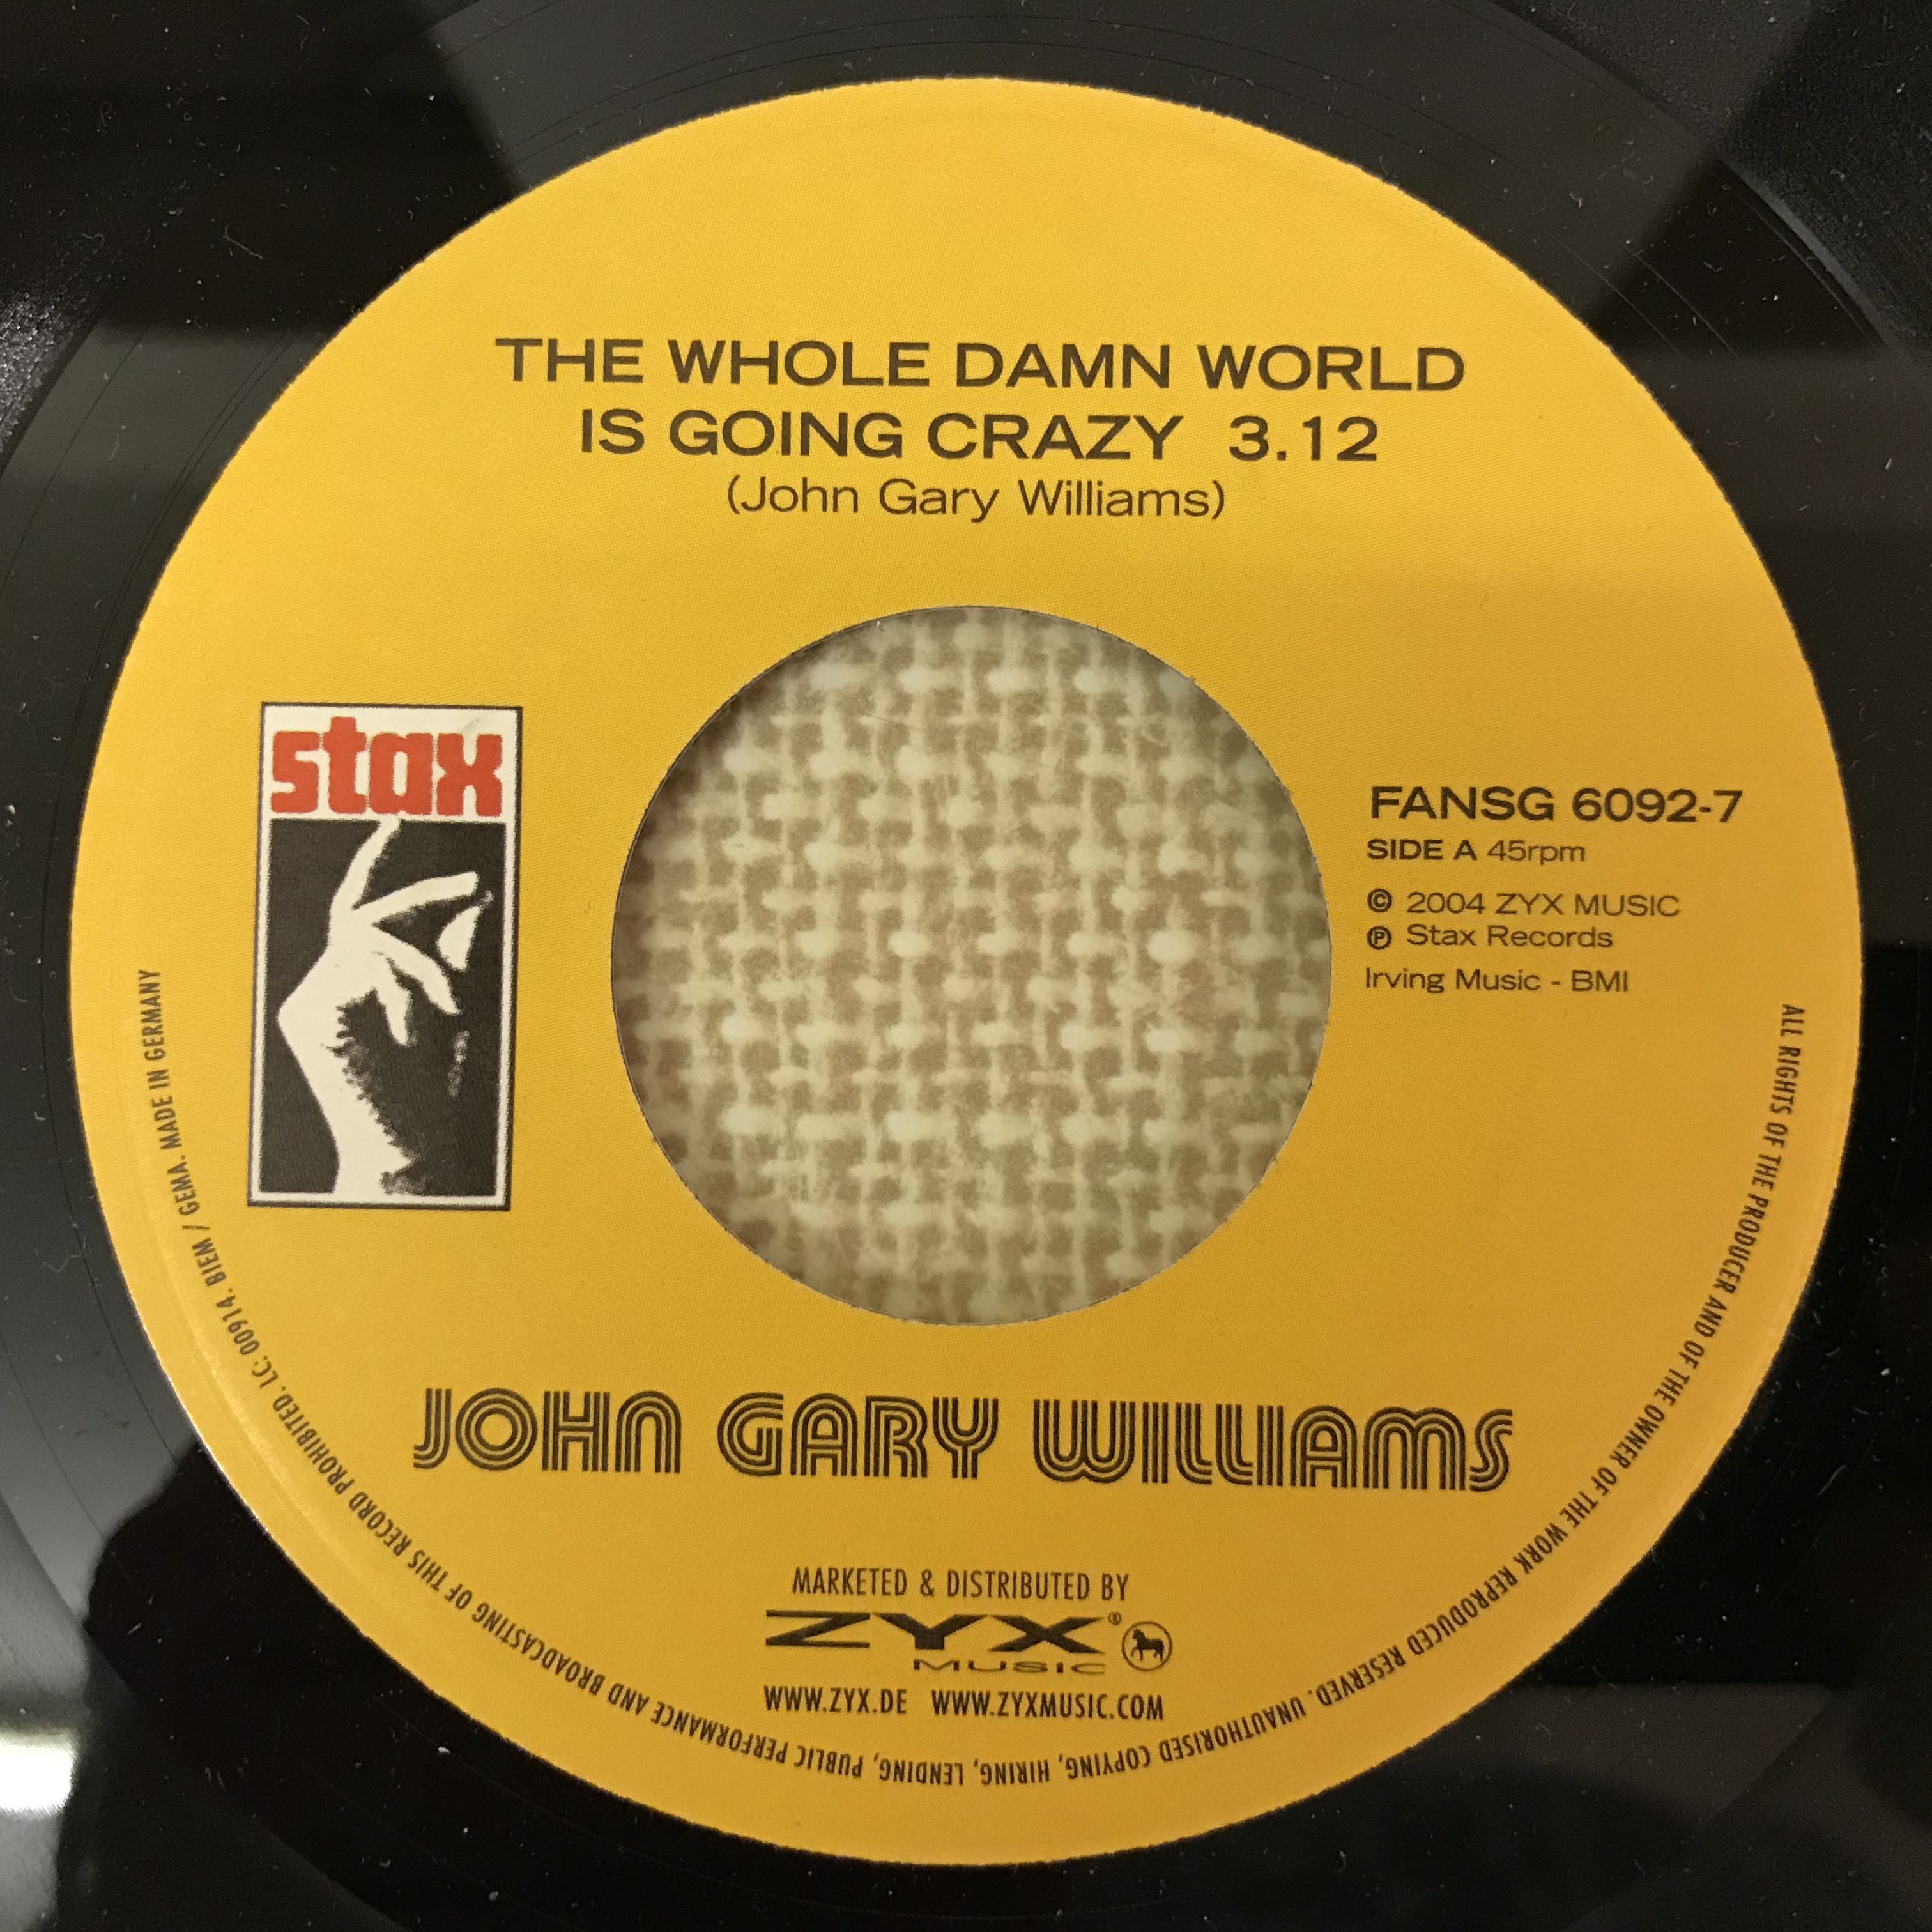 THE WHOLE DAMN WORLD
IS GOING CRAZY 3.12
(John Gary Williams)
stax
FANSG 6092-7
SIDE A 45rpm
© 2004 ZYX MUSIC
℗ Stax Records
Irving Music - BMI
JOHN GARY WILLIAMS
MARKETED & DISTRIBUTED BY
ZYX®
MUSIC
WWW.ZYX.DE WWW.ZYXMUSIC.COM
ALL RIGHTS OF THE PRODUCER AND OF THE OWNER OF THE WORK REPRODUCED RESERVED. UNAUTHORISED COPYING, HIRING, LENDING, PUBLIC PERFORMANCE AND BROADCASTING OF THIS RECORD PROHIBITED. LC: 00914. BIEM / GEMA. MADE IN GERMANY